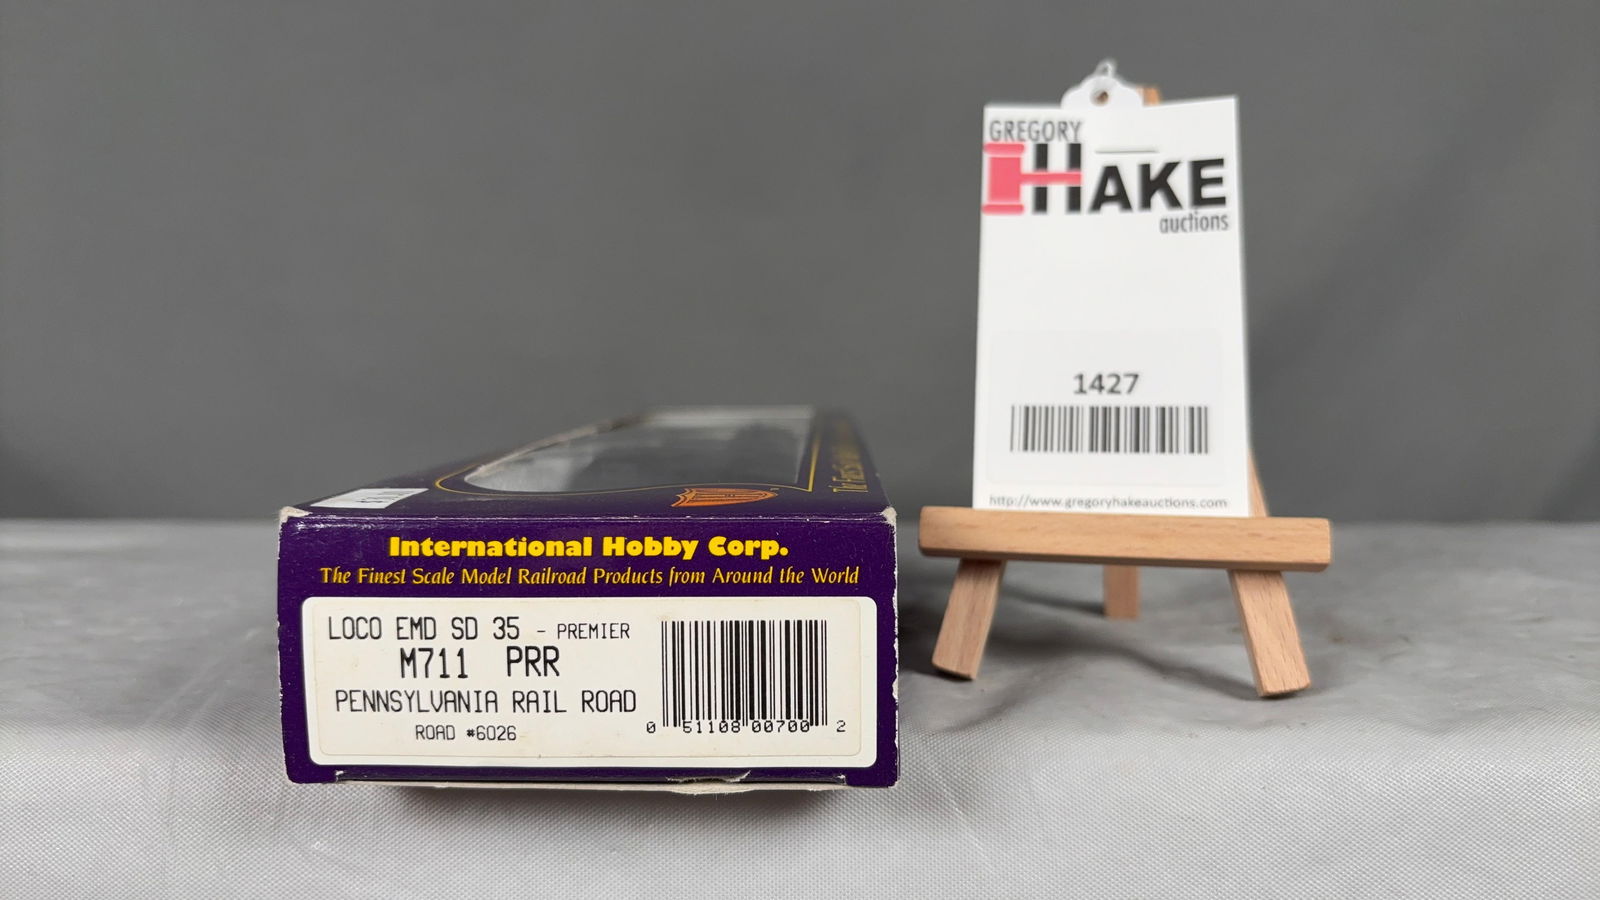 International Hobby Corp.
The Finest Scale Model Railroad Products from Around the World
LOCO EMD SD 35 - PREMIER
M711 PRR
PENNSYLVANIA RAIL ROAD
ROAD #6026
0 51108 00700 2
GREGORY
HAKE
auctions
1427
http://www.gregoryhakeauctions.com